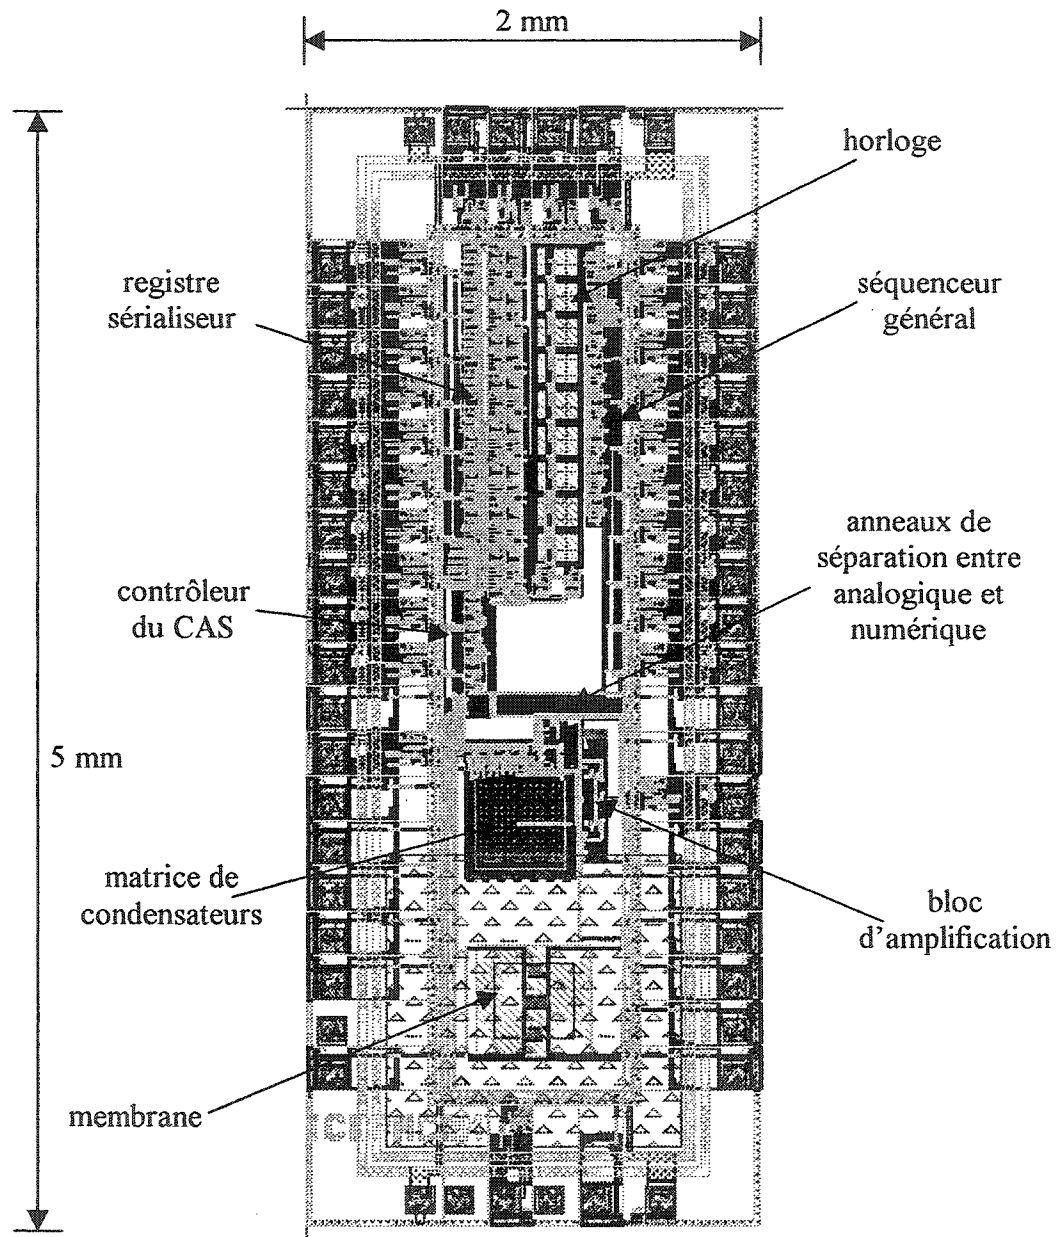 2 mm
horloge
registre
sérialiseur
séquenceur
général
anneaux de
séparation entre
analogique et
numérique
contrôleur
du CAS
5 mm
matrice de
condensateurs
bloc
d'amplification
membrane